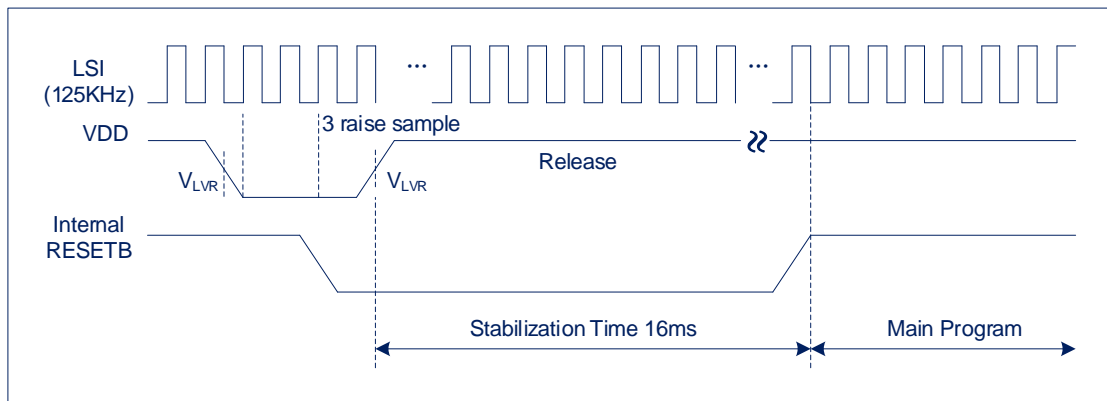 LSI
(125KHz)
...
...
3 raise sample
VDD
Release
VLVR
VLVR
Internal
RESETB
Stabilization Time 16ms
Main Program